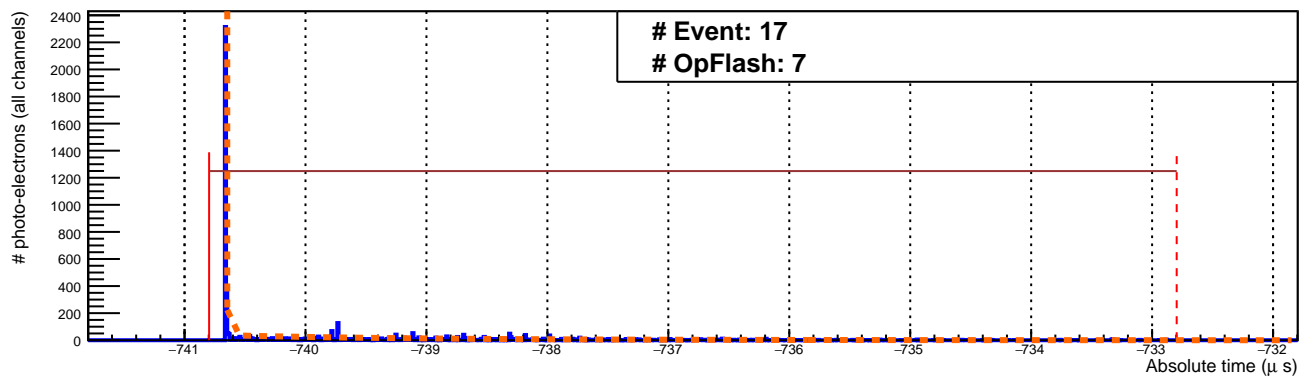 # Event: 17
# OpFlash: 7
# photo-electrons (all channels)
2400
2200
2000
1800
1600
1400
1200
1000
800
600
400
200
0
−741 −740 −739 −738 −737 −736 −735 −734 −733 −732
Absolute time (μ s)